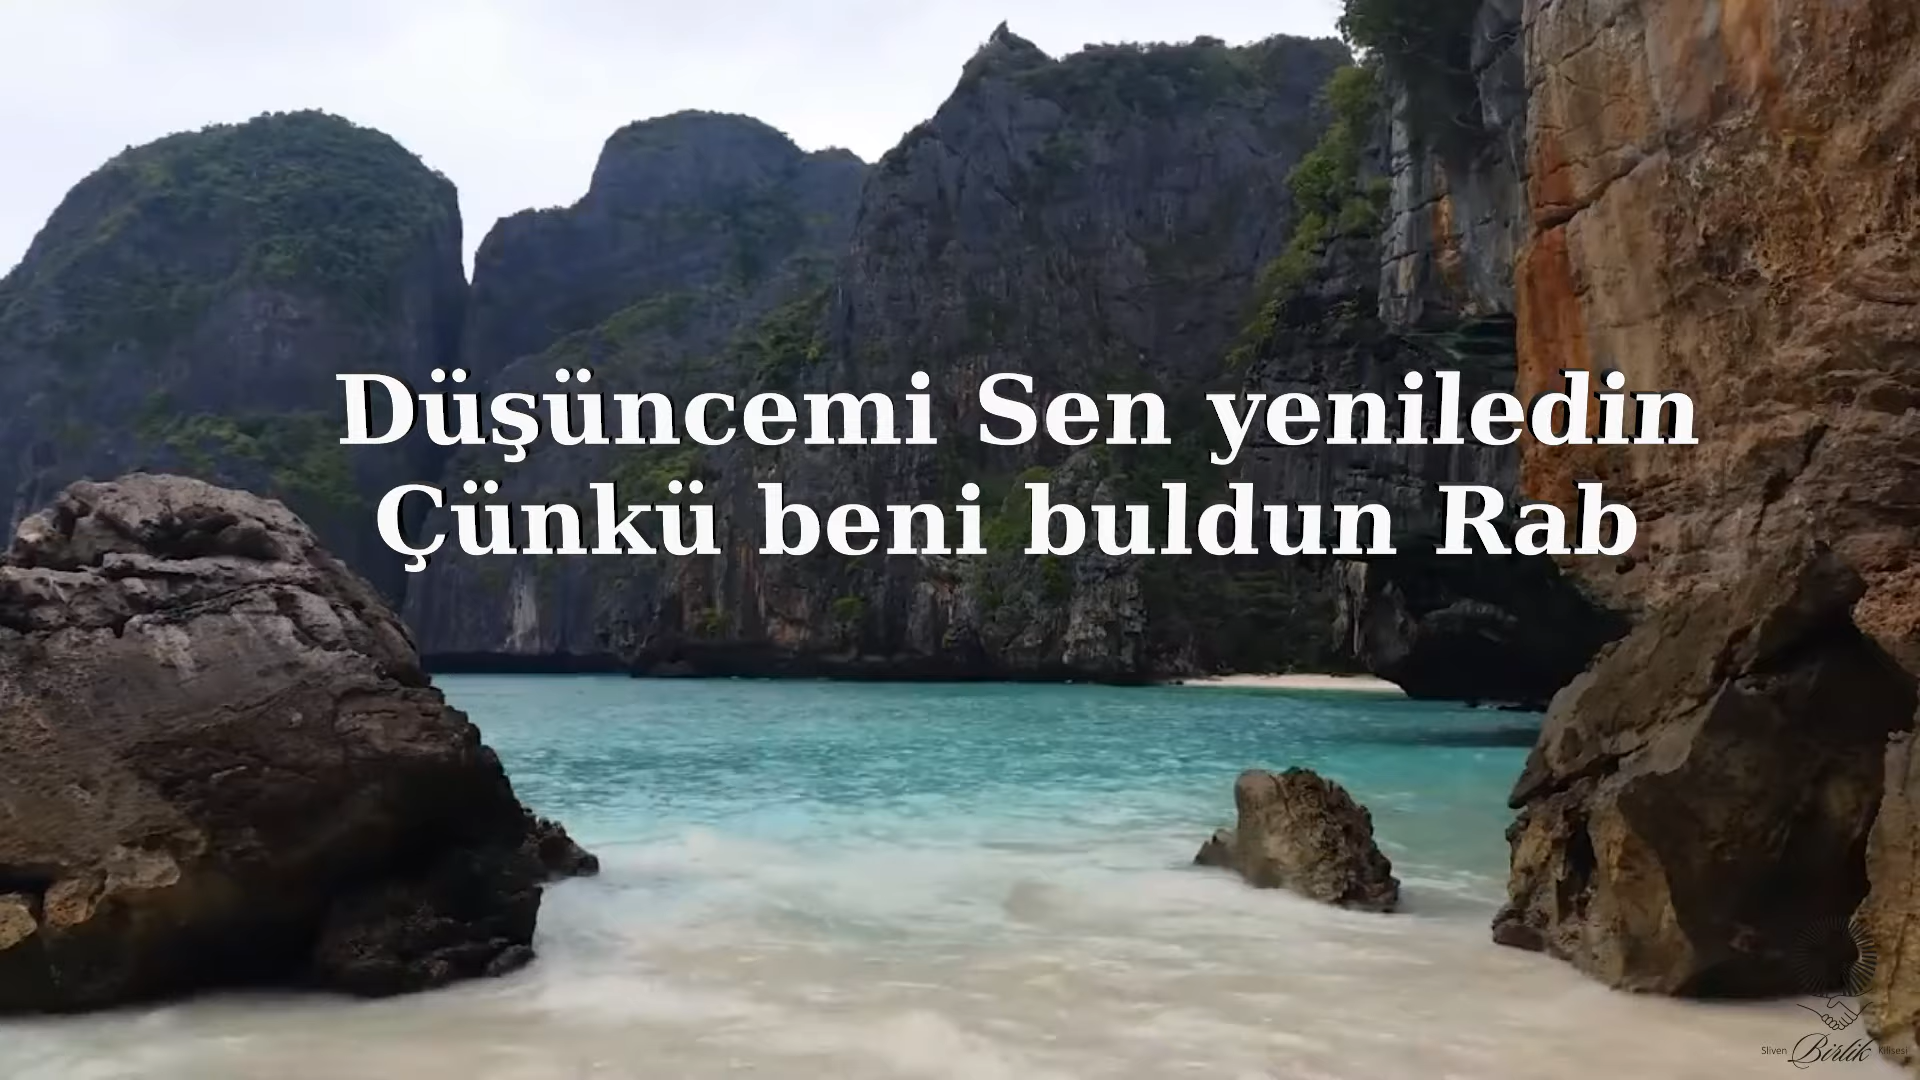 Düşüncemi Sen yeniledin
Çünkü beni buldun Rab
Sliven Birlik Kilisesi